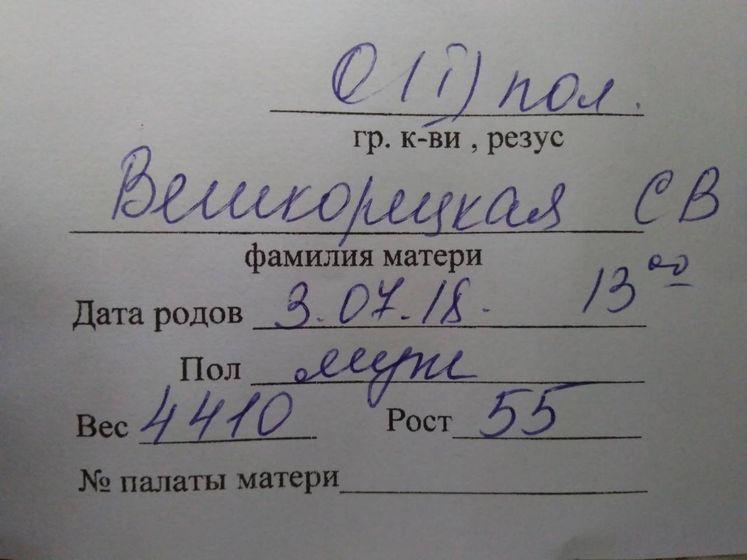 O(I) пол.
гр. к-ви , резус
Великорецкая СВ
фамилия матери
Дата родов 3.07.18. 13⁰⁰
Пол муж
Вес 4410 Рост 55
№ палаты матери